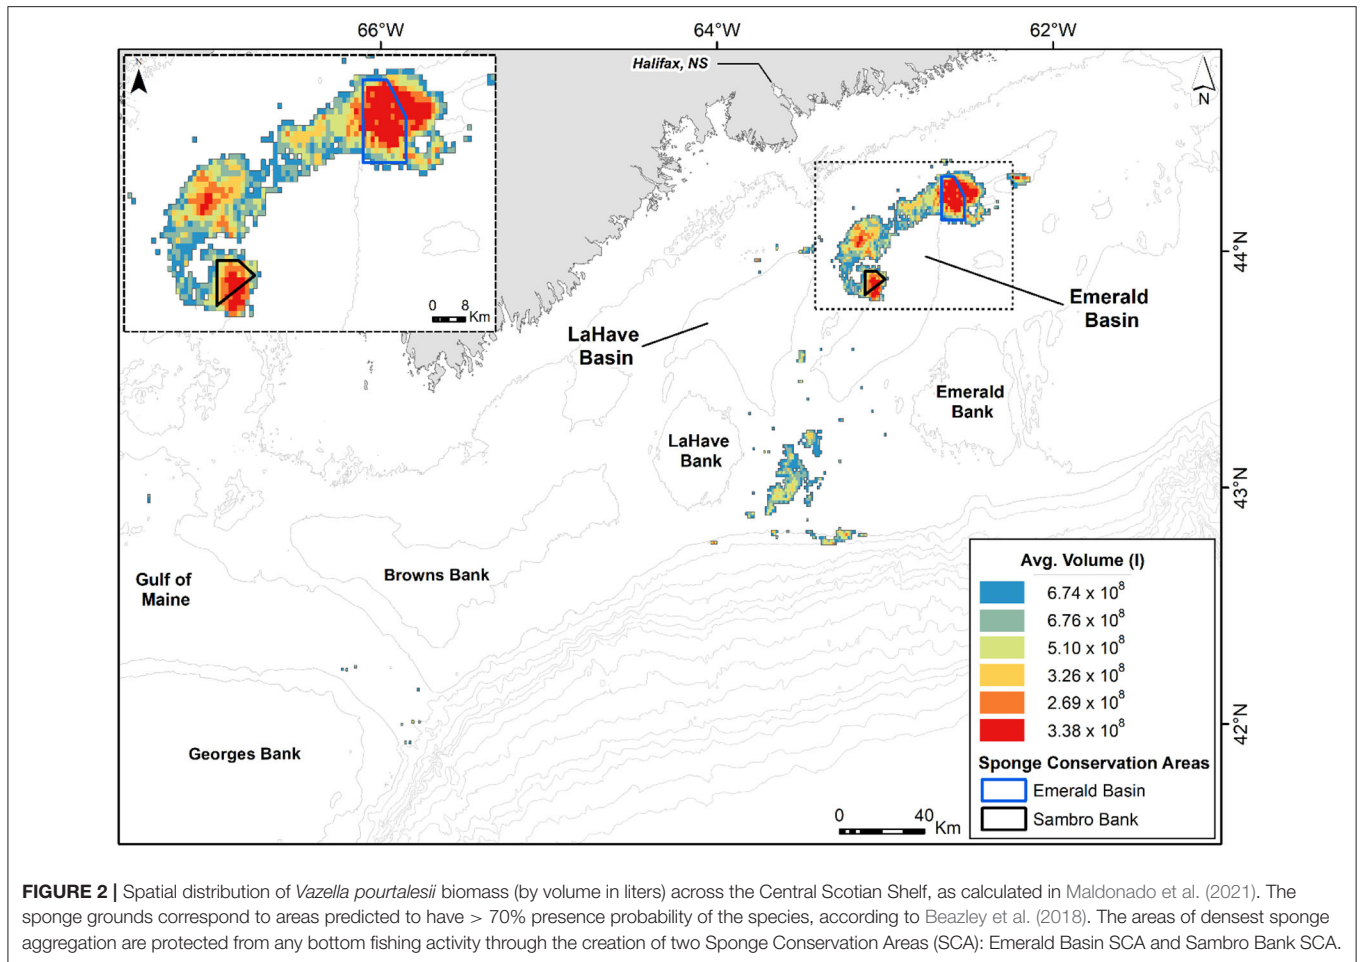 66°W
64°W
62°W
Halifax, NS
N
N
0 8
Km
44°N
43°N
42°N
LaHave
Basin
Emerald
Basin
Emerald
Bank
LaHave
Bank
Browns Bank
Gulf of
Maine
Georges Bank
0 40
Km
Avg. Volume (l)
6.74 x 10⁸
6.76 x 10⁸
5.10 x 10⁸
3.26 x 10⁸
2.69 x 10⁸
3.38 x 10⁸
Sponge Conservation Areas
Emerald Basin
Sambro Bank
FIGURE 2 | Spatial distribution of Vazella pourtalesii biomass (by volume in liters) across the Central Scotian Shelf, as calculated in Maldonado et al. (2021). The
sponge grounds correspond to areas predicted to have > 70% presence probability of the species, according to Beazley et al. (2018). The areas of densest sponge
aggregation are protected from any bottom fishing activity through the creation of two Sponge Conservation Areas (SCA): Emerald Basin SCA and Sambro Bank SCA.